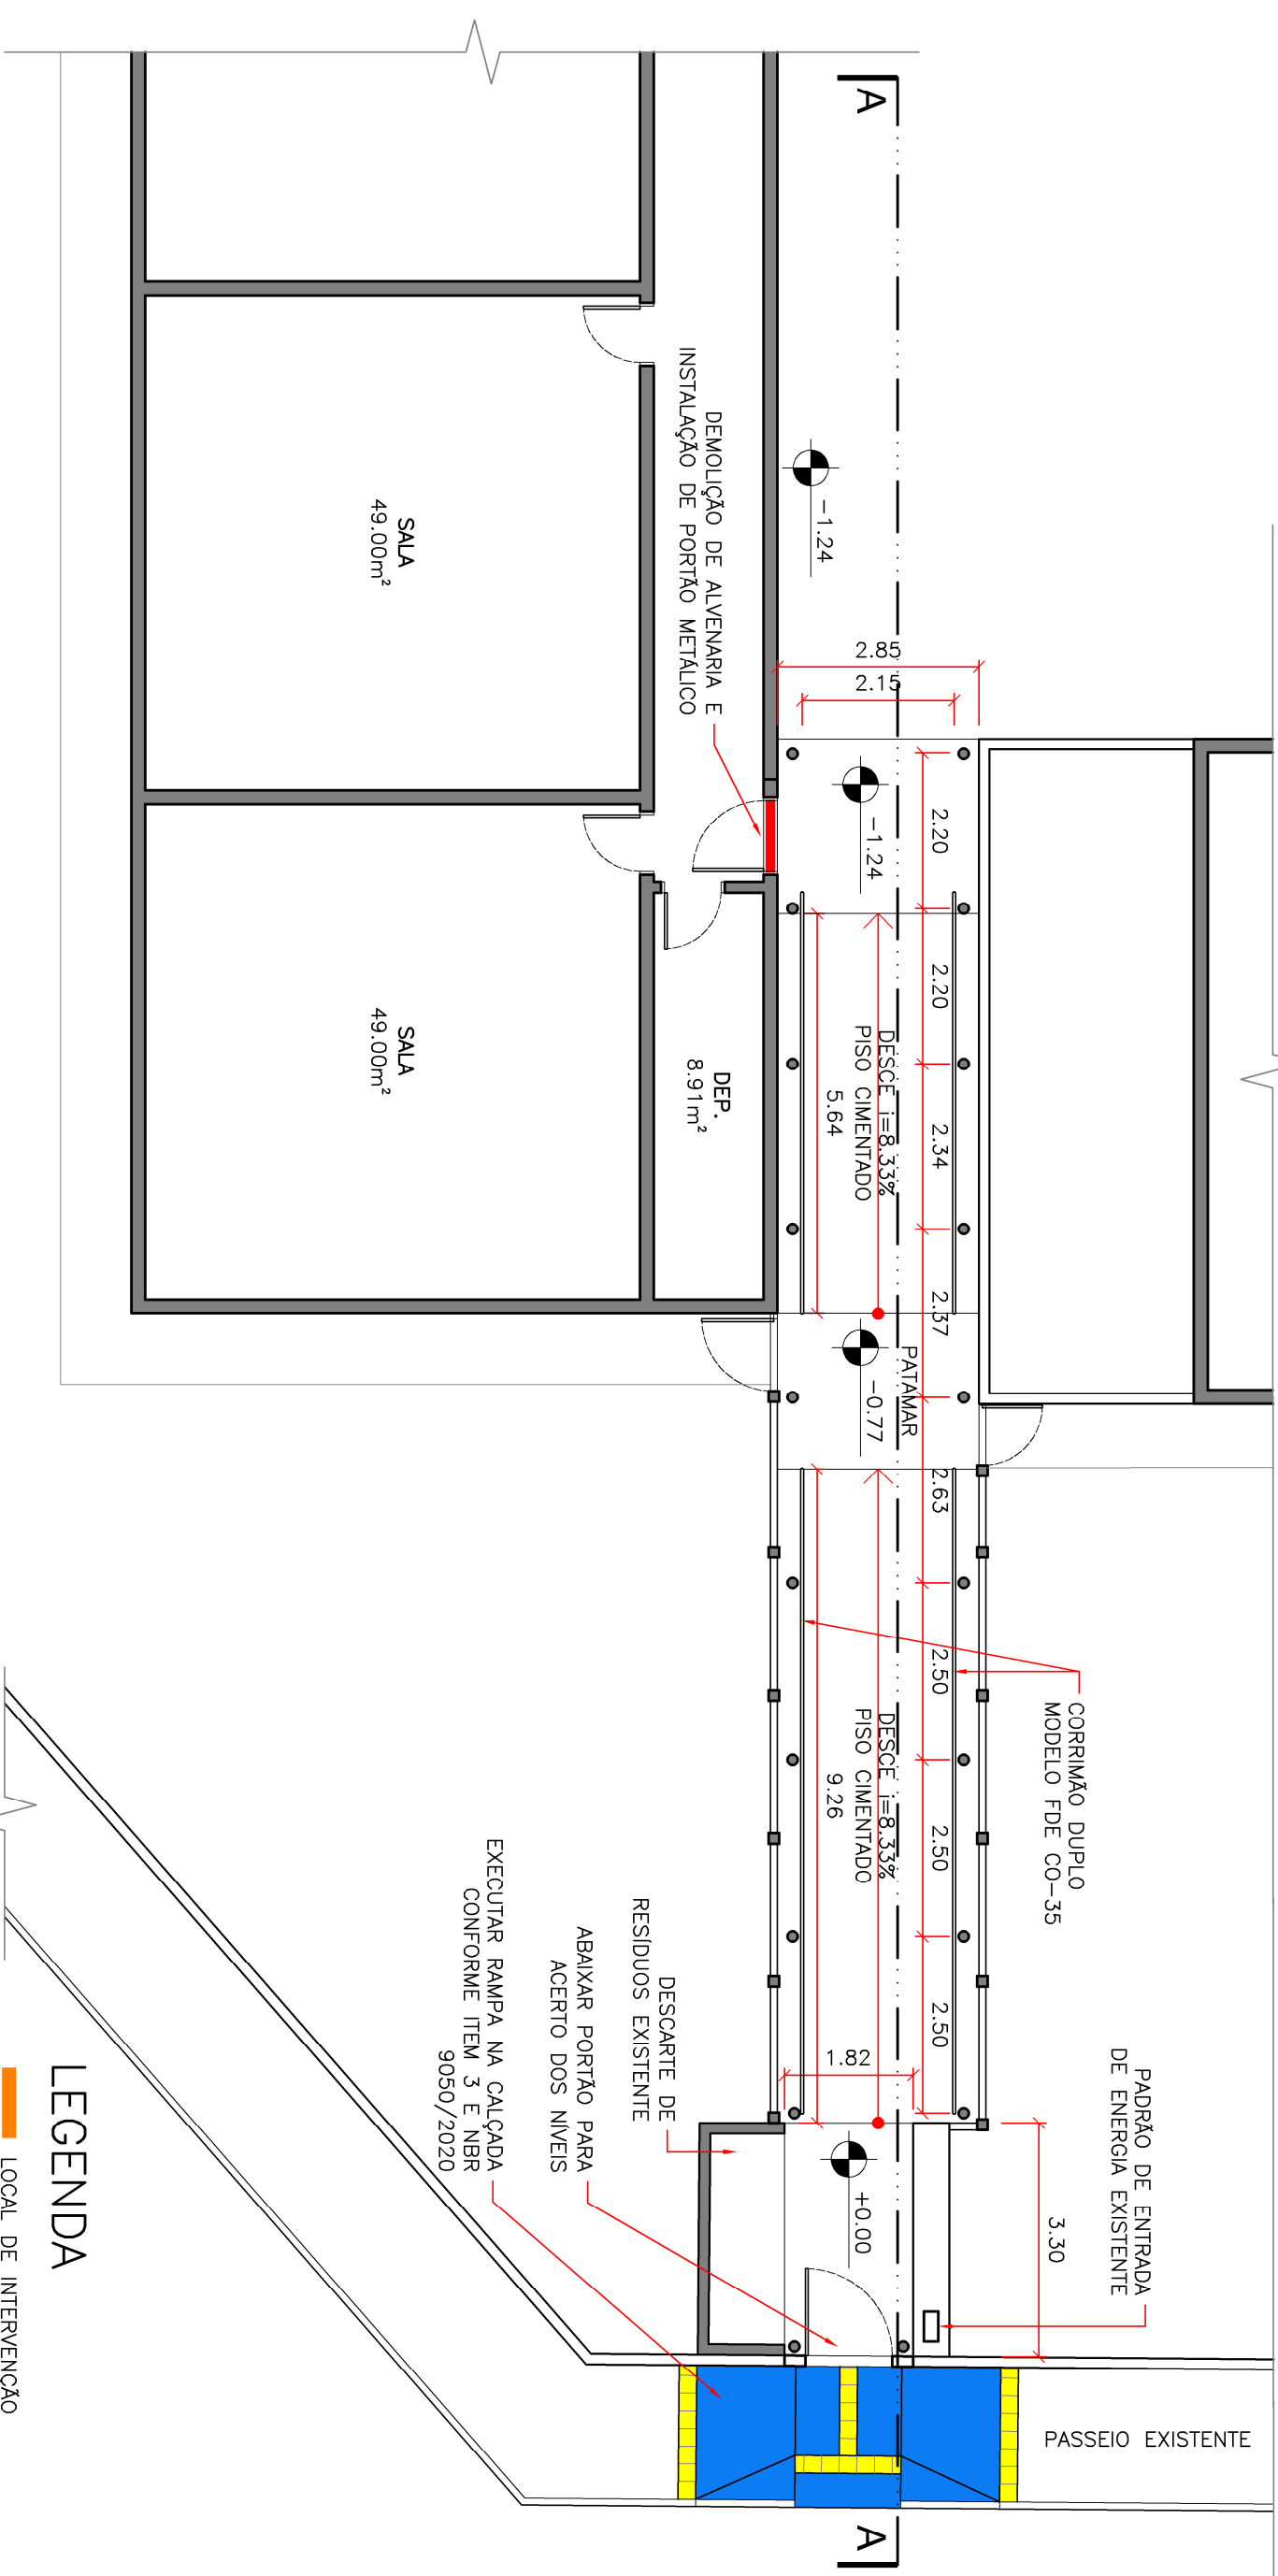 A
-1.24
DEMOLIÇÃO DE ALVENARIA E
INSTALAÇÃO DE PORTÃO METÁLICO
SALA
49.00m²
2.85
2.15
2.20
-1.24
2.20
DESCE i=8.33%
PISO CIMENTADO
5.64
2.34
DEP.
8.91m²
SALA
49.00m²
2.37
PATAMAR
-0.77
2.63
2.50
CORRIMÃO DUPLO
MODELO FDE CO-35
DESCE i=8.33%
PISO CIMENTADO
9.26
2.50
2.50
1.82
PADRÃO DE ENTRADA
DE ENERGIA EXISTENTE
3.30
+0.00
DESCARTE DE
RESÍDUOS EXISTENTE
ABAIXAR PORTÃO PARA
ACERTO DOS NÍVEIS
EXECUTAR RAMPA NA CALÇADA
CONFORME ITEM 3 E NBR
9050/2020
PASSEIO EXISTENTE
A
LEGENDA
LOCAL DE INTERVENÇÃO